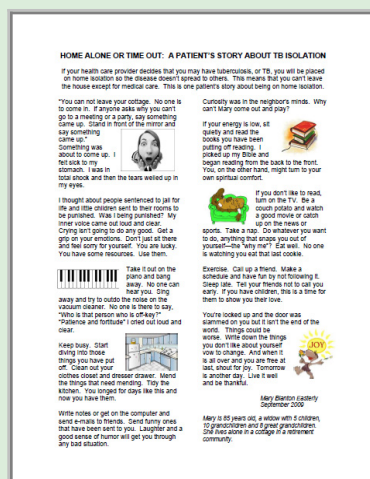 HOME ALONE OR TIME OUT:  A PATIENT'S STORY ABOUT TB ISOLATION
If your health care provider decides that you may have tuberculosis, or TB, you will be placed
on home isolation so the disease doesn't spread to others.  This means that you can't leave
the house except for medical care.  This is one patient's story about being on home isolation.
"You can not leave your cottage.  No one is
to come in.  If anyone asks why you can't
go to a meeting or a party, say something
came up.  Stand in front of the mirror and
say something
came up."
Something was
about to come up.  I
felt sick to my
stomach.  I was in
total shock and then the tears welled up in
my eyes.
I thought about people sentenced to jail for
life and little children sent to their rooms to
be punished.  Was I being punished?  My
inner voice came out loud and clear.
Crying isn't going to do any good.  Get a
grip on your emotions.  Don't just sit there
and feel sorry for yourself.  You are lucky.
You have some resources.  Use them.
Take it out on the
piano and bang
away.  No one can
hear you.  Sing
away and try to outdo the noise on the
vacuum cleaner.  No one is there to say,
"Who is that person who is off-key?"
"Patience and fortitude" I cried out loud and
clear.
Keep busy.  Start
diving into those
things you have put
off.  Clean out your
clothes closet and dresser drawer.  Mend
the things that need mending.  Tidy the
kitchen.  You longed for days like this and
now you have them.
Write notes or get on the computer and
send e-mails to friends.  Send funny ones
that have been sent to you.  Laughter and a
good sense of humor will get you through
any bad situation.
Curiosity was in the neighbor's minds.  Why
can't Mary come out and play?
If your energy is low, sit
quietly and read the
books you have been
putting off reading.  I
picked up my Bible and
began reading from the back to the front.
You, on the other hand, might turn to your
own spiritual comfort.
If you don't like to read,
turn on the TV.  Be a
couch potato and watch
a good movie or catch
up on the news or
sports.  Take a nap.  Do whatever you want
to do, anything that snaps you out of
yourself—the "why me"?  Eat well.  No one
is watching you eat that last cookie.
Exercise.  Call up a friend.  Make a
schedule and have fun by not following it.
Sleep late.  Tell your friends not to call you
early.  If you have children, this is a time for
them to show you their love.
You're locked up and the door was
slammed on you but it isn't the end of the
world.  Things could be
worse.  Write down the things
you don't like about yourself
vow to change.  And when it
is all over and you are free at
last, shout for joy.  Tomorrow
is another day.  Live it well
and be thankful.
JOY
Mary Blanton Easterly
September 2009
Mary is 85 years old, a widow with 5 children,
10 grandchildren and 8 great grandchildren.
She lives alone in a cottage in a retirement
community.